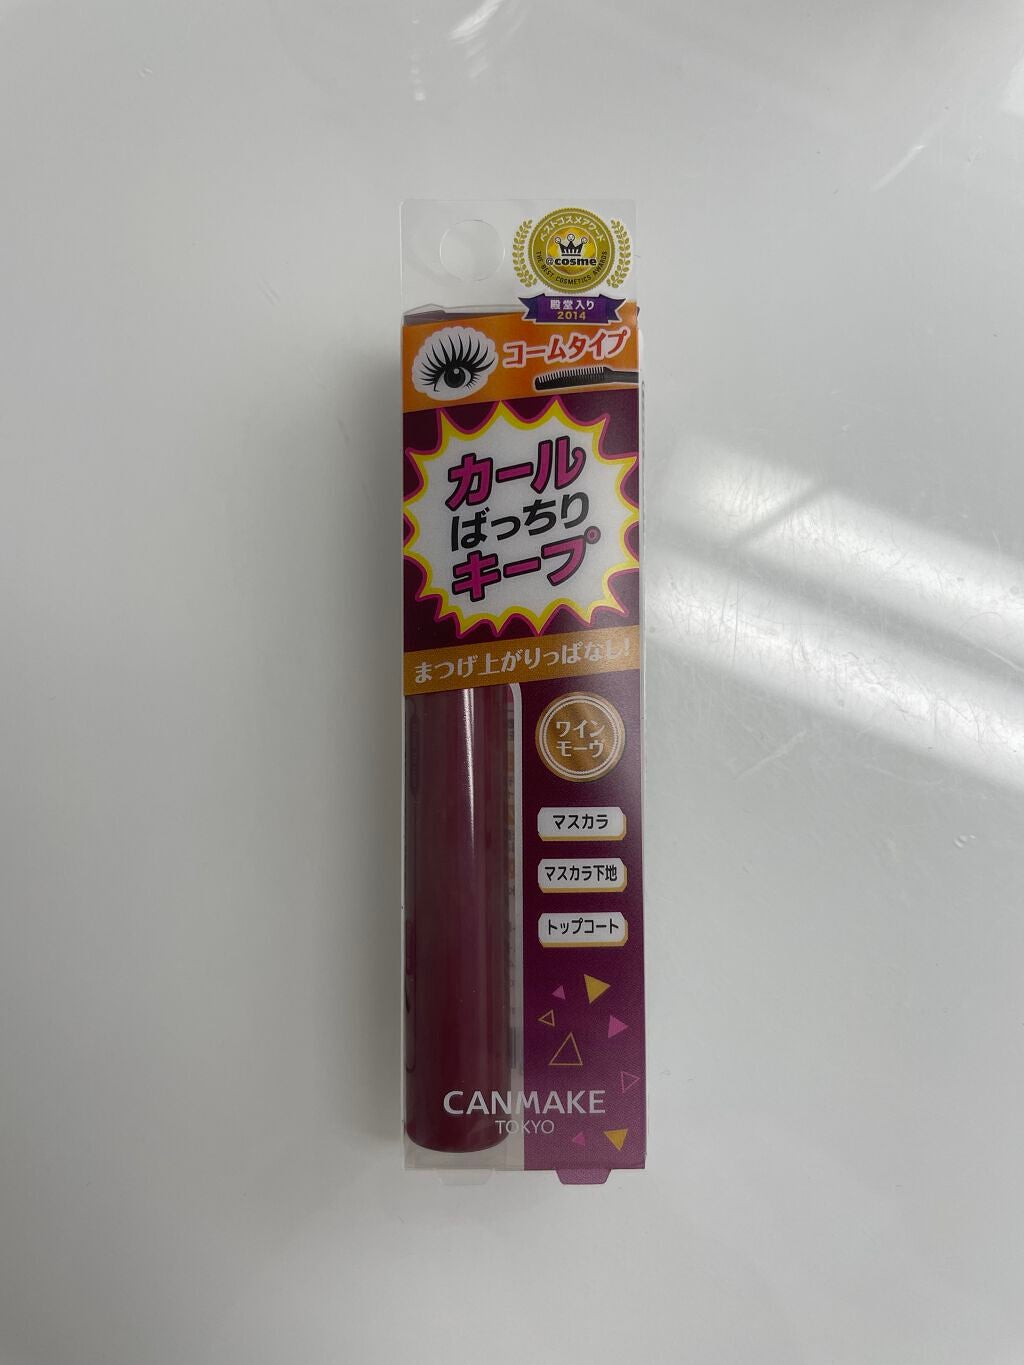 ベストコスメアワード
@cosme
THE BEST COSMETICS AWARDS
殿堂入り
2014
コームタイプ
カール
ばっちり
キープ
まつげ上がりっぱなし!
ワイン
モーヴ
マスカラ
マスカラ下地
トップコート
CANMAKE
TOKYO